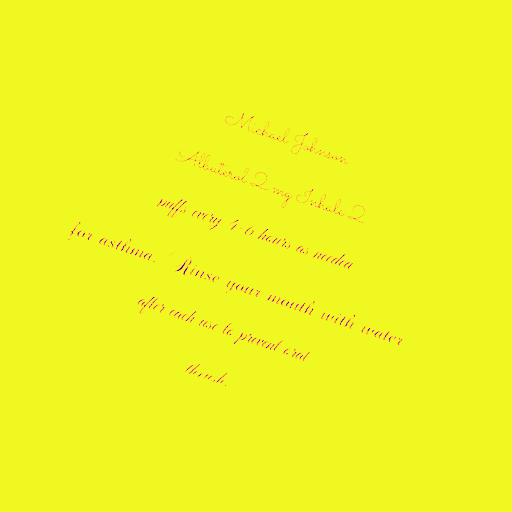 Michael Johnson
Albuterol 2 mg Inhale 2
puffs every 4-6 hours as needed
for asthma. "Rinse your mouth with water
after each use to prevent oral
thrush.